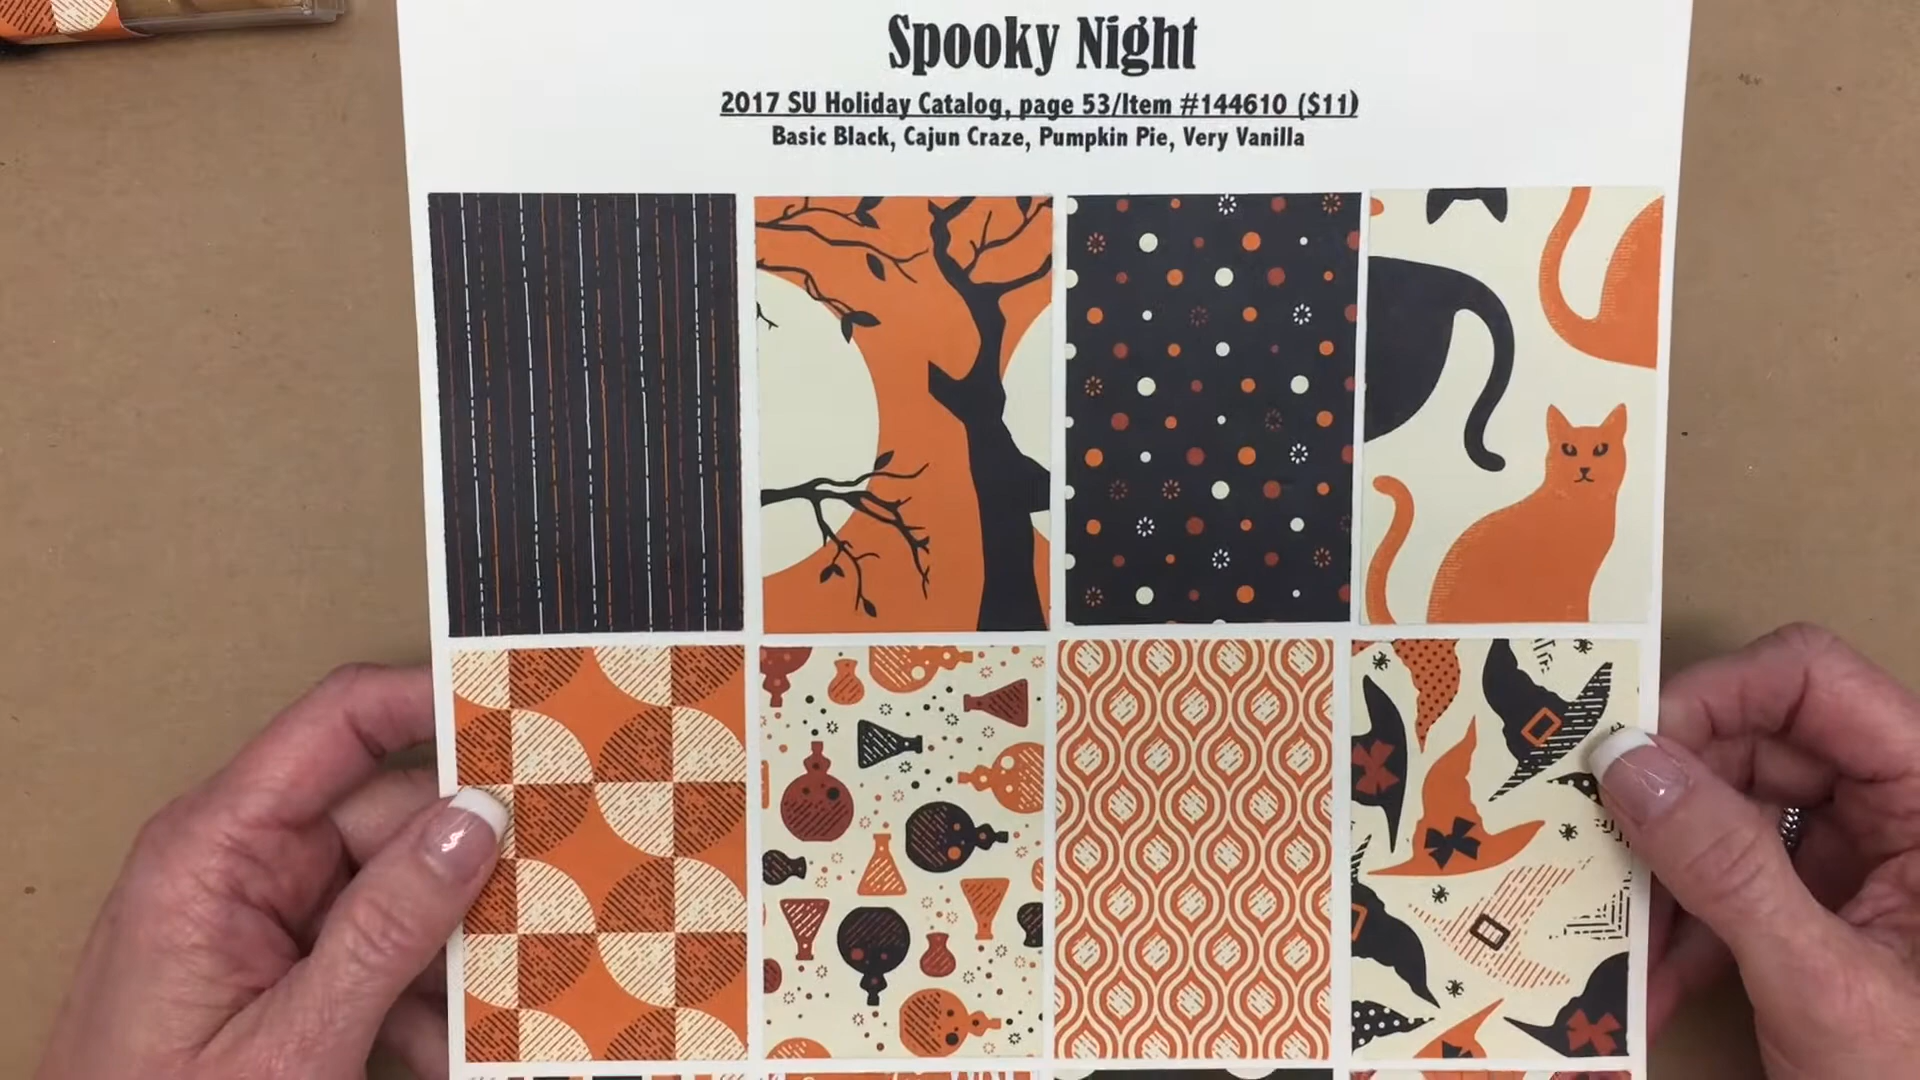 Spooky Night
2017 SU Holiday Catalog, page 53/Item #144610 ($11)
Basic Black, Cajun Craze, Pumpkin Pie, Very Vanilla